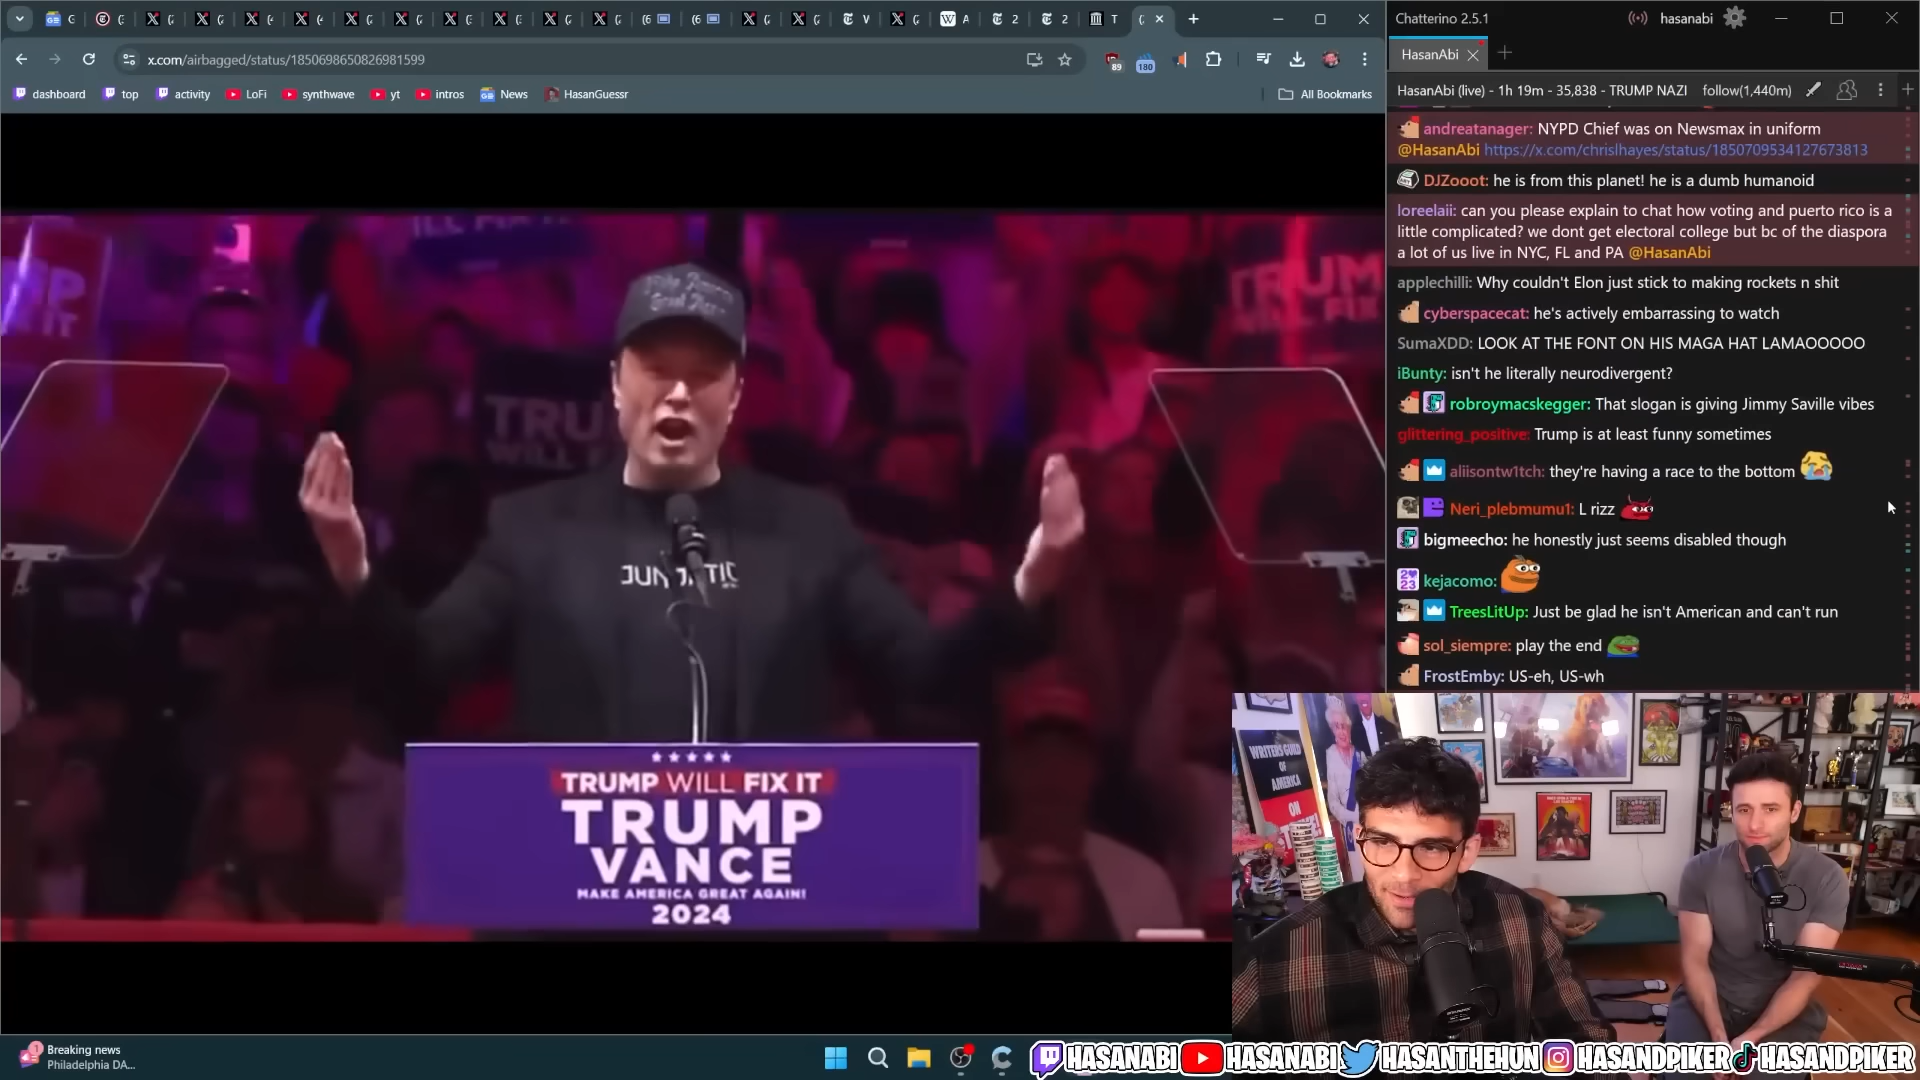 x.com/airbagged/status/1850698650826981599
89
180
dashboard
top
activity
LoFi
synthwave
yt
intros
News
HasanGuessr
All Bookmarks
TRUMP WILL FIX IT
TRUMP
VANCE
MAKE AMERICA GREAT AGAIN!
2024
Chatterino 2.5.1
hasanabi
HasanAbi
HasanAbi (live) - 1h 19m - 35,838 - TRUMP NAZI follow(1,440m)
andreatanager: NYPD Chief was on Newsmax in uniform
@HasanAbi https://x.com/chrislhayes/status/1850709534127673813
DJZooot: he is from this planet! he is a dumb humanoid
loreelaii: can you please explain to chat how voting and puerto rico is a
little complicated? we dont get electoral college but bc of the diaspora
a lot of us live in NYC, FL and PA @HasanAbi
applechilli: Why couldn't Elon just stick to making rockets n shit
cyberspacecat: he's actively embarrassing to watch
SumaXDD: LOOK AT THE FONT ON HIS MAGA HAT LAMAOOOOO
iBunty: isn't he literally neurodivergent?
robroymacskegger: That slogan is giving Jimmy Saville vibes
glittering_positive: Trump is at least funny sometimes
aliisontw1tch: they're having a race to the bottom
Neri_plebmumu1: L rizz
bigmeecho: he honestly just seems disabled though
kejacomo:
TreesLitUp: Just be glad he isn't American and can't run
sol_siempre: play the end
FrostEmby: US-eh, US-wh
WRITERS GUILD
OF
AMERICA
ON
Breaking news
Philadelphia DA...
HASANABI
HASANABI
HASANTHEHUN
HASANDPIKER
HASANDPIKER